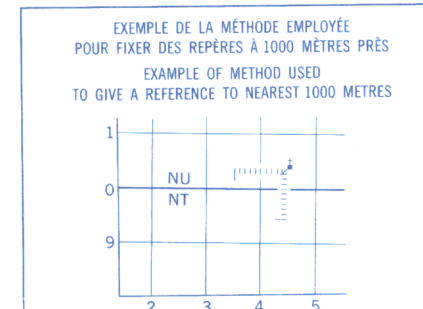 EXEMPLE DE LA MÉTHODE EMPLOYÉE
POUR FIXER DES REPÈRES À 1000 MÈTRES PRÈS
EXAMPLE OF METHOD USED
TO GIVE A REFERENCE TO NEAREST 1000 METRES
1
NU
0
NT
9
2 3 4 5